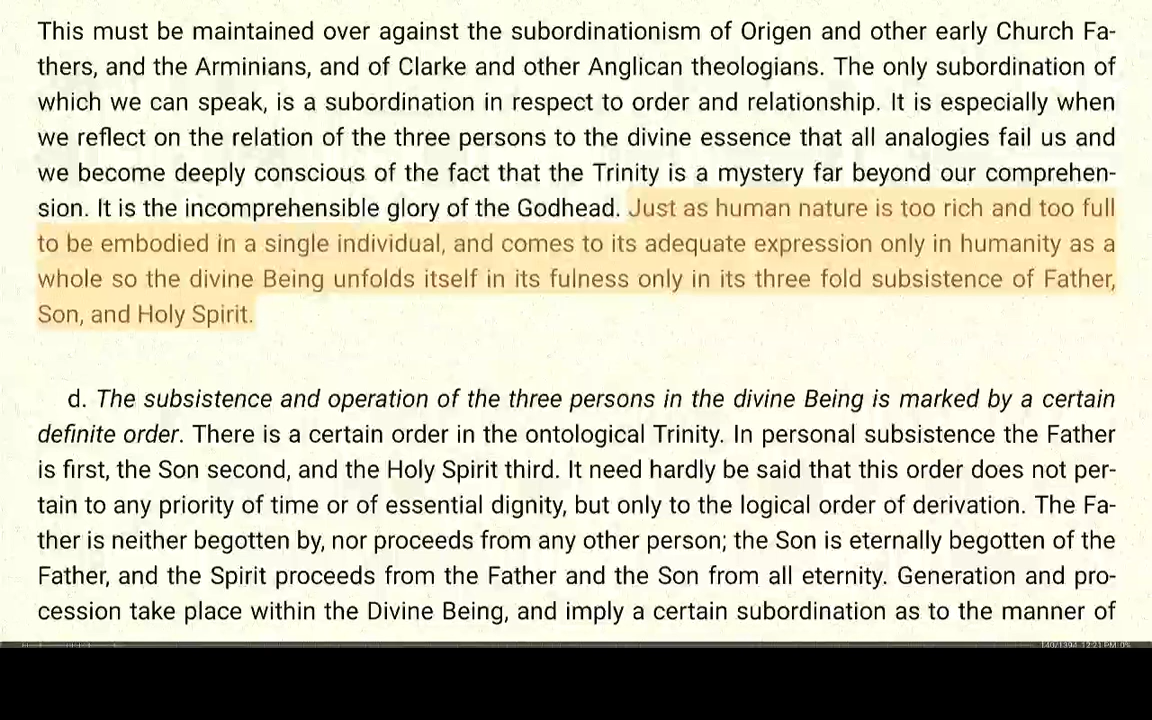 This must be maintained over against the subordinationism of Origen and other early Church Fa-
thers, and the Arminians, and of Clarke and other Anglican theologians. The only subordination of
which we can speak, is a subordination in respect to order and relationship. It is especially when
we reflect on the relation of the three persons to the divine essence that all analogies fail us and
we become deeply conscious of the fact that the Trinity is a mystery far beyond our comprehen-
sion. It is the incomprehensible glory of the Godhead. Just as human nature is too rich and too full
to be embodied in a single individual, and comes to its adequate expression only in humanity as a
whole so the divine Being unfolds itself in its fulness only in its three fold subsistence of Father,
Son, and Holy Spirit.
d. The subsistence and operation of the three persons in the divine Being is marked by a certain
definite order. There is a certain order in the ontological Trinity. In personal subsistence the Father
is first, the Son second, and the Holy Spirit third. It need hardly be said that this order does not per-
tain to any priority of time or of essential dignity, but only to the logical order of derivation. The Fa-
ther is neither begotten by, nor proceeds from any other person; the Son is eternally begotten of the
Father, and the Spirit proceeds from the Father and the Son from all eternity. Generation and pro-
cession take place within the Divine Being, and imply a certain subordination as to the manner of